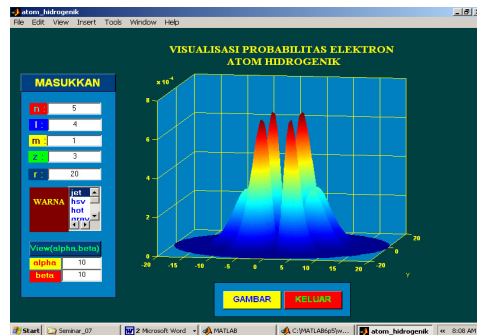 atom_hidrogenik
File Edit View Insert Tools Window Help
VISUALISASI PROBABILITAS ELEKTRON
ATOM HIDROGENIK
MASUKKAN
n : 5
l : 4
m : 1
z : 3
r : 20
WARNA
jet
hsv
hot
gray
View(alpha,beta)
alpha 10
beta 10
x 10^-4
8
6
4
2
0
-20 -15 -10 -5 0 5 10 15 20
-20
0
20
Y
GAMBAR KELUAR
Start Seminar_07 2 Microsoft Word MATLAB C:\MATLAB6p5\w... atom_hidrogenik 8:08 AM